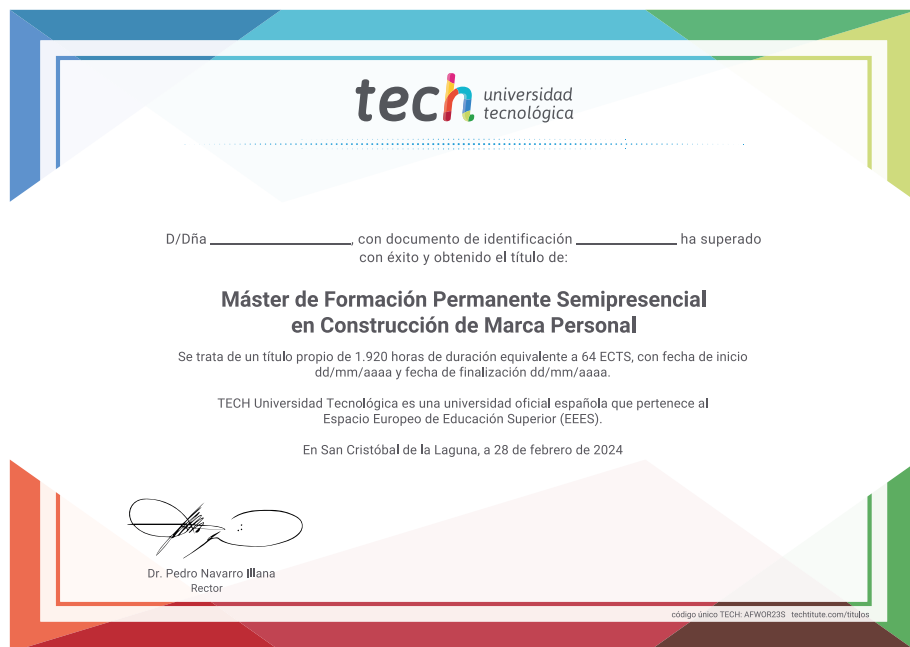 tech universidad
tecnológica
D/Dña ________________, con documento de identificación ____________ ha superado
con éxito y obtenido el título de:
Máster de Formación Permanente Semipresencial
en Construcción de Marca Personal
Se trata de un título propio de 1.920 horas de duración equivalente a 64 ECTS, con fecha de inicio
dd/mm/aaaa y fecha de finalización dd/mm/aaaa.
TECH Universidad Tecnológica es una universidad oficial española que pertenece al
Espacio Europeo de Educación Superior (EEES).
En San Cristóbal de la Laguna, a 28 de febrero de 2024
Dr. Pedro Navarro Illana
Rector
código único TECH: AFWOR23S techtitute.com/titulos